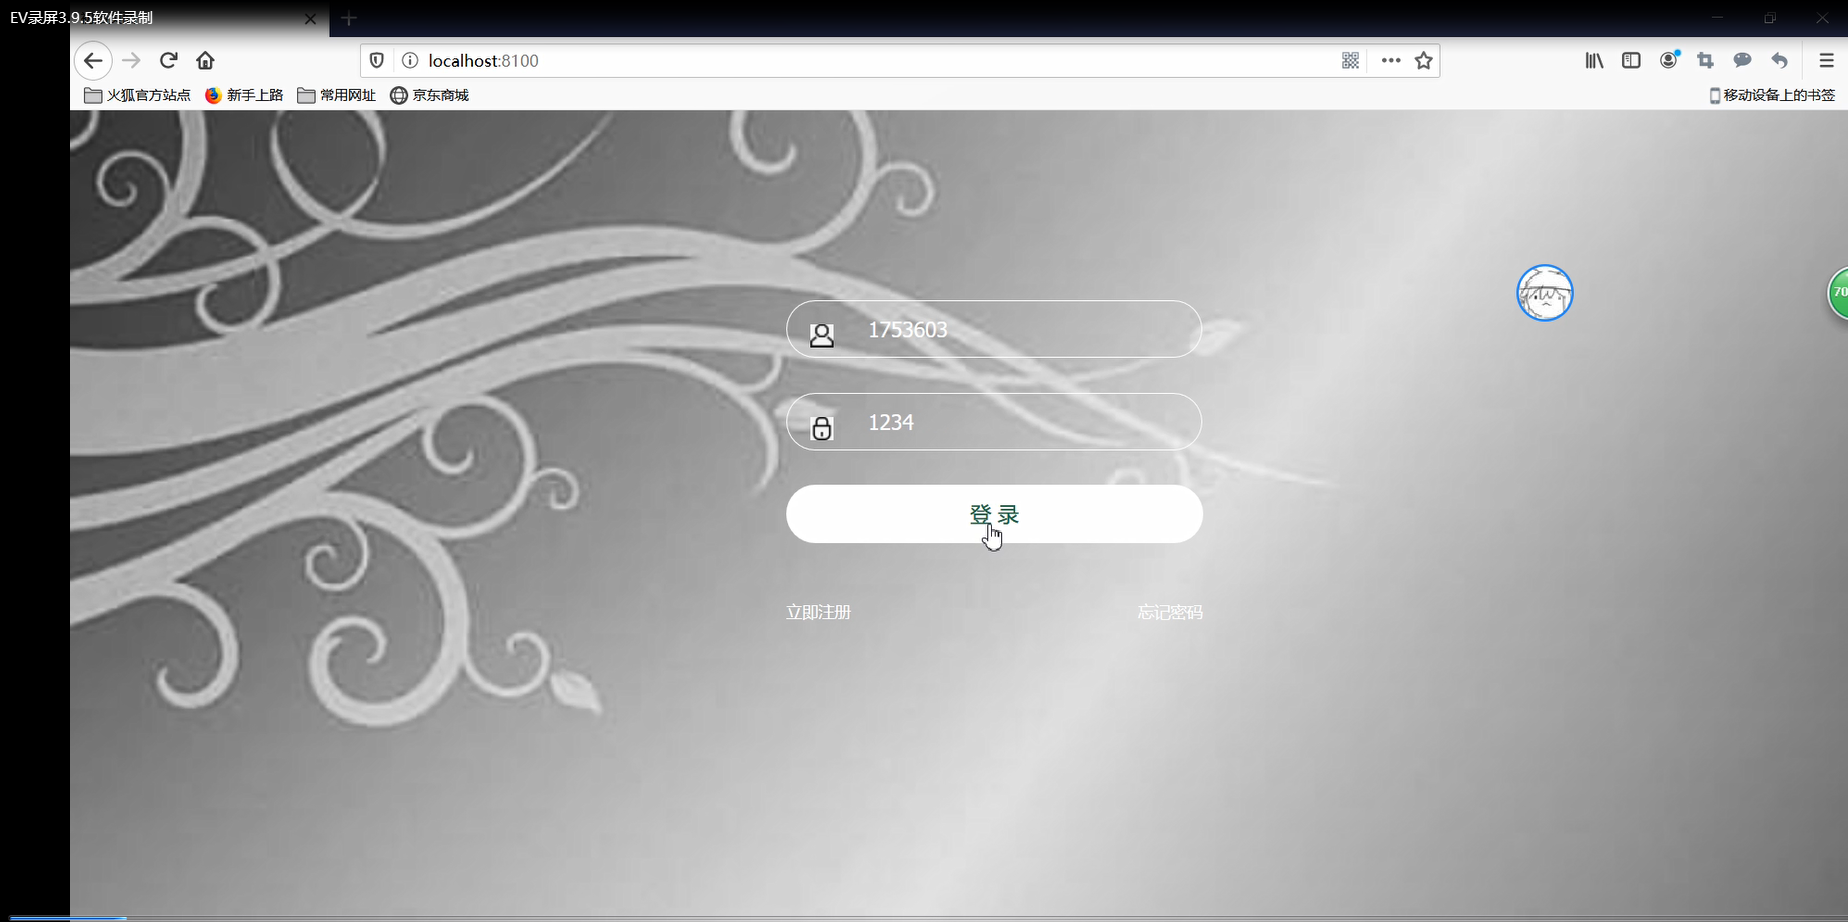 EV录屏3.9.5软件录制
localhost:8100
火狐官方站点 新手上路 常用网址 京东商城 移动设备上的书签
70
1753603
1234
登 录
立即注册 忘记密码